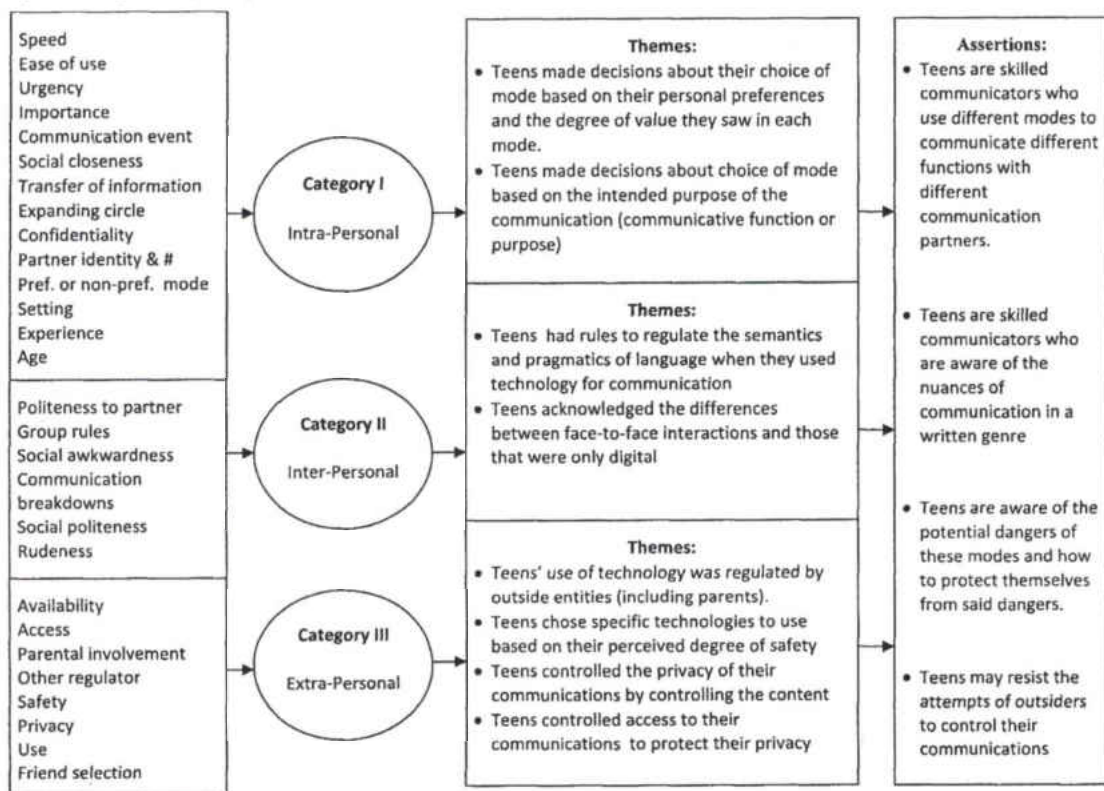 Speed
Ease of use
Urgency
Importance
Communication event
Social closeness
Transfer of information
Expanding circle
Confidentiality
Partner identity & #
Pref. or non-pref. mode
Setting
Experience
Age
Politeness to partner
Group rules
Social awkwardness
Communication
breakdowns
Social politeness
Rudeness
Availability
Access
Parental involvement
Other regulator
Safety
Privacy
Use
Friend selection
Category I
Intra-Personal
Category II
Inter-Personal
Category III
Extra-Personal
Themes:
• Teens made decisions about their choice of
mode based on their personal preferences
and the degree of value they saw in each
mode.
• Teens made decisions about choice of mode
based on the intended purpose of the
communication (communicative function or
purpose)
Themes:
• Teens had rules to regulate the semantics
and pragmatics of language when they used
technology for communication
• Teens acknowledged the differences
between face-to-face interactions and those
that were only digital
Themes:
• Teens' use of technology was regulated by
outside entities (including parents).
• Teens chose specific technologies to use
based on their perceived degree of safety
• Teens controlled the privacy of their
communications by controlling the content
• Teens controlled access to their
communications to protect their privacy
Assertions:
• Teens are skilled
communicators who
use different modes to
communicate different
functions with
different
communication
partners.
• Teens are skilled
communicators who
are aware of the
nuances of
communication in a
written genre
• Teens are aware of the
potential dangers of
these modes and how
to protect themselves
from said dangers.
• Teens may resist the
attempts of outsiders
to control their
communications